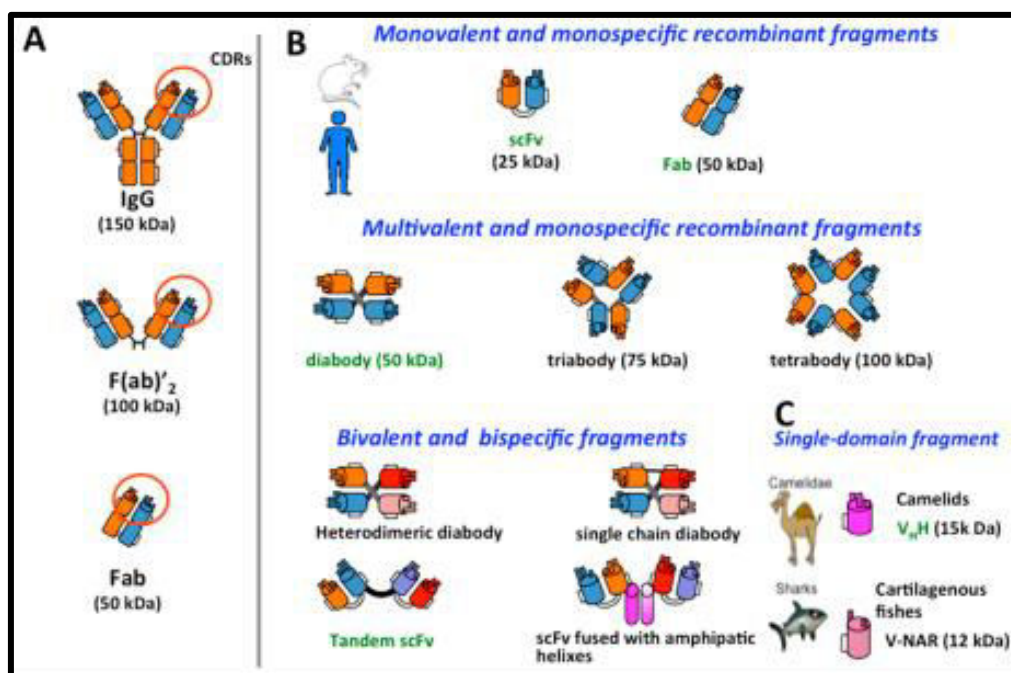 A
CDRs
IgG
(150 kDa)
F(ab)’₂
(100 kDa)
Fab
(50 kDa)
B
Monovalent and monospecific recombinant fragments
scFv
(25 kDa)
Fab (50 kDa)
Multivalent and monospecific recombinant fragments
diabody (50 kDa)
triabody (75 kDa)
tetrabody (100 kDa)
Bivalent and bispecific fragments
Heterodimeric diabody
single chain diabody
Tandem scFv
scFv fused with amphipatic
helixes
C
Single-domain fragment
Camelidae
Camelids
VHH (15k Da)
Sharks
Cartilagenous
fishes
V-NAR (12 kDa)